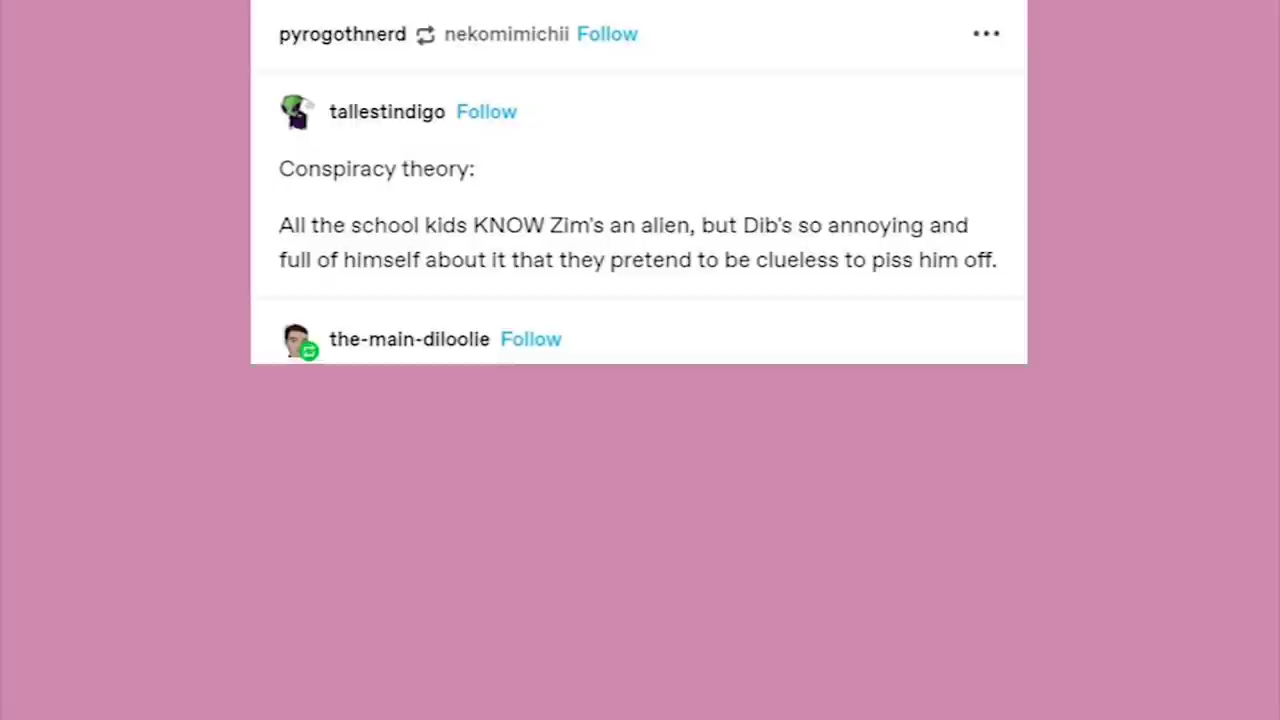 pyrogothnerd nekomimichii Follow
tallestindigo Follow
Conspiracy theory:
All the school kids KNOW Zim's an alien, but Dib's so annoying and
full of himself about it that they pretend to be clueless to piss him off.
the-main-diloolie Follow